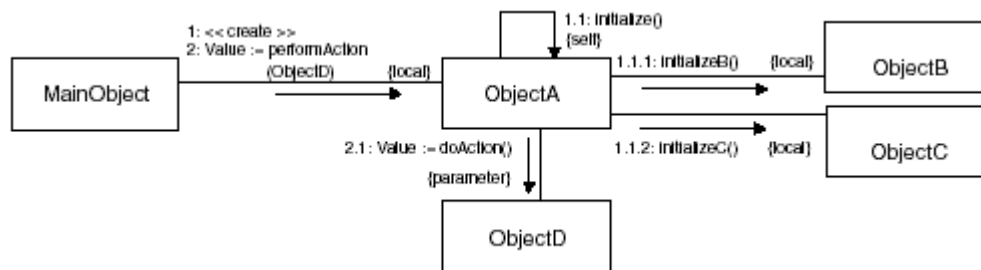 1: << create >>
2: Value := performAction
(ObjectD)
{local}
MainObject
1.1: initialize()
{self}
ObjectA
1.1.1: initializeB()
{local}
ObjectB
1.1.2: initializeC()
{local}
ObjectC
2.1: Value := doAction()
{parameter}
ObjectD